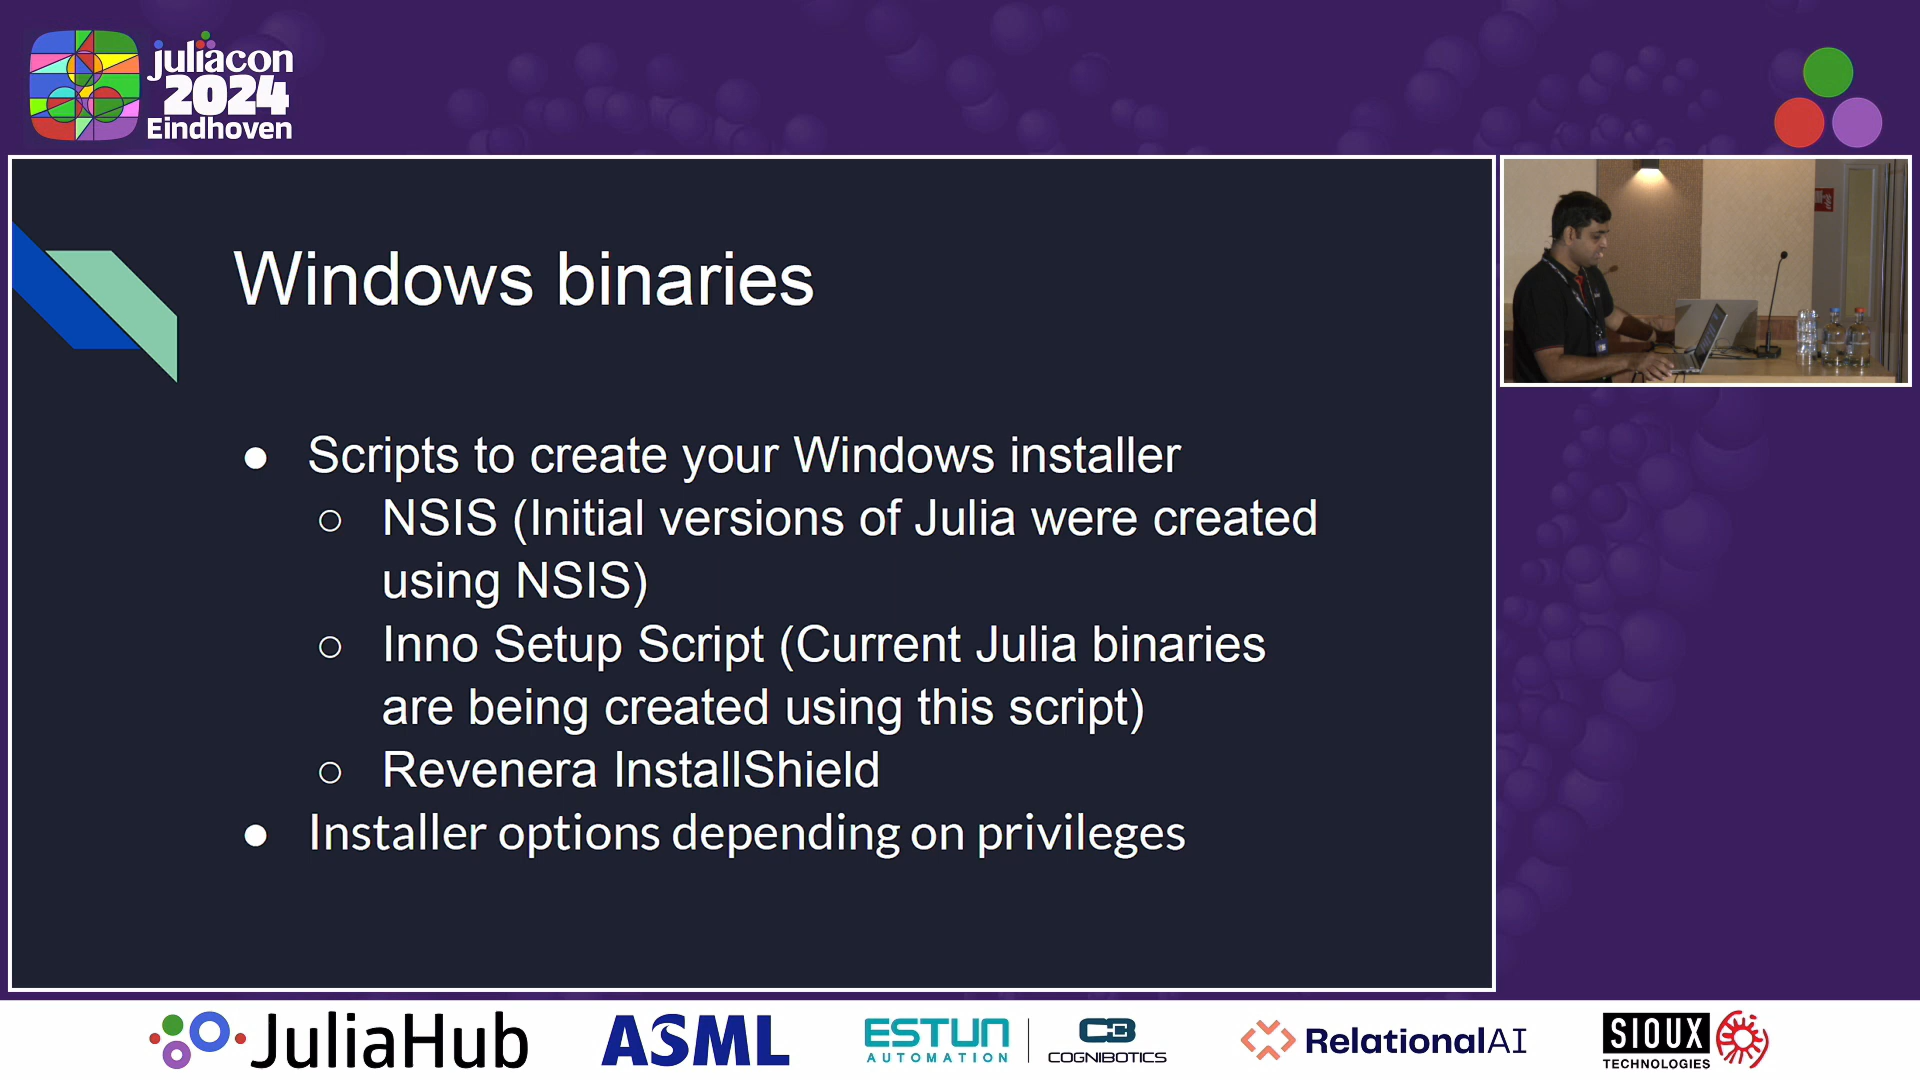 juliacon
2024
Eindhoven
Windows binaries
● Scripts to create your Windows installer
○ NSIS (Initial versions of Julia were created
using NSIS)
○ Inno Setup Script (Current Julia binaries
are being created using this script)
○ Revenera InstallShield
● Installer options depending on privileges
JuliaHub
ASML
ESTUN
AUTOMATION
COGNIBOTICS
RelationalAI
SIOUX
TECHNOLOGIES